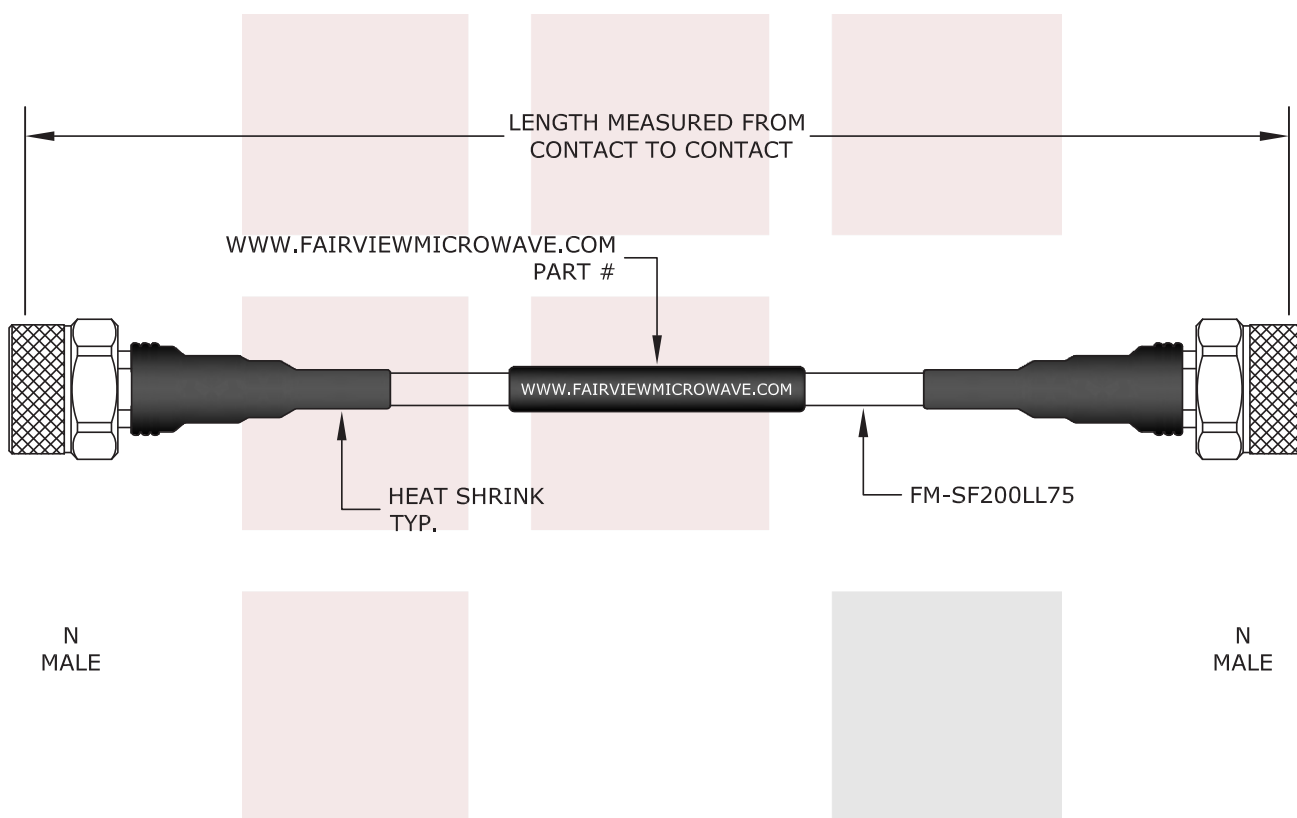 LENGTH MEASURED FROM
CONTACT TO CONTACT
WWW.FAIRVIEWMICROWAVE.COM
PART #
WWW.FAIRVIEWMICROWAVE.COM
HEAT SHRINK
TYP.
FM-SF200LL75
N
MALE
N
MALE